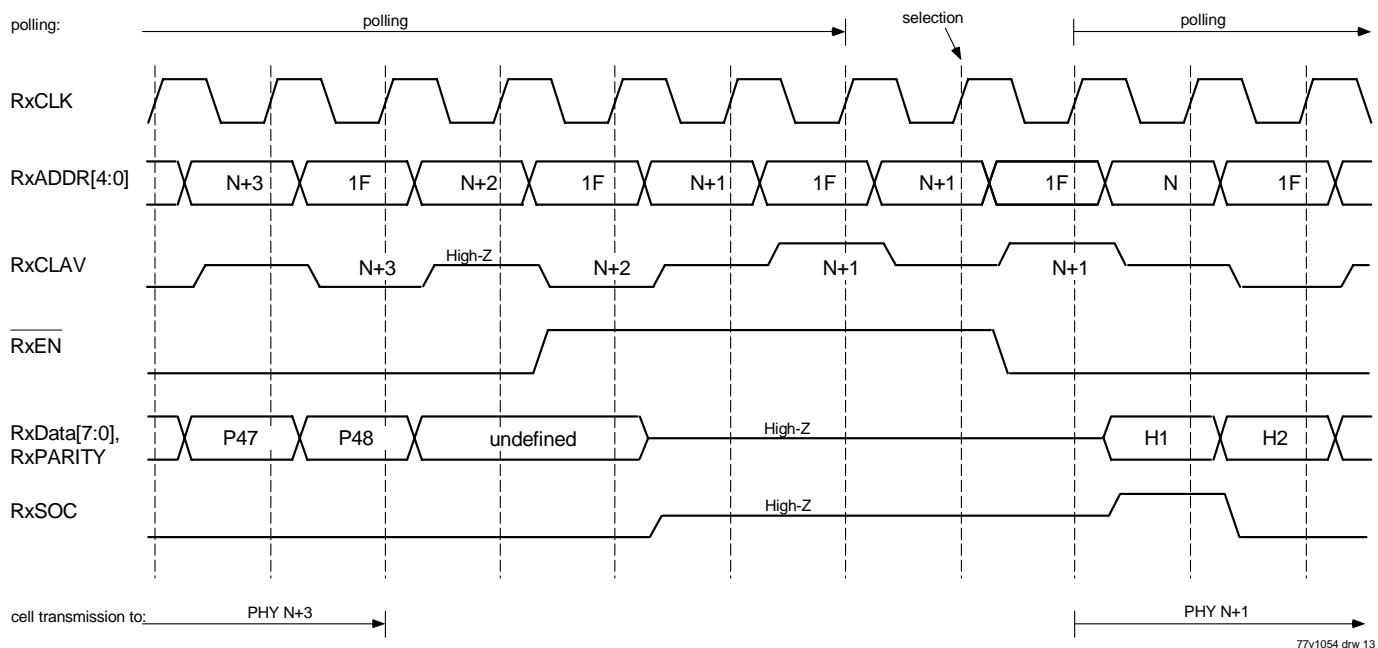 polling: polling selection polling
RxCLK
RxADDR[4:0] N+3 1F N+2 1F N+1 1F N+1 1F N 1F
RxCLAV N+3 High-Z N+2 N+1 N+1
RxEN
RxData[7:0],
RxPARITY P47 P48 undefined High-Z H1 H2
RxSOC High-Z
cell transmission to: PHY N+3 PHY N+1
77v1054 drw 13